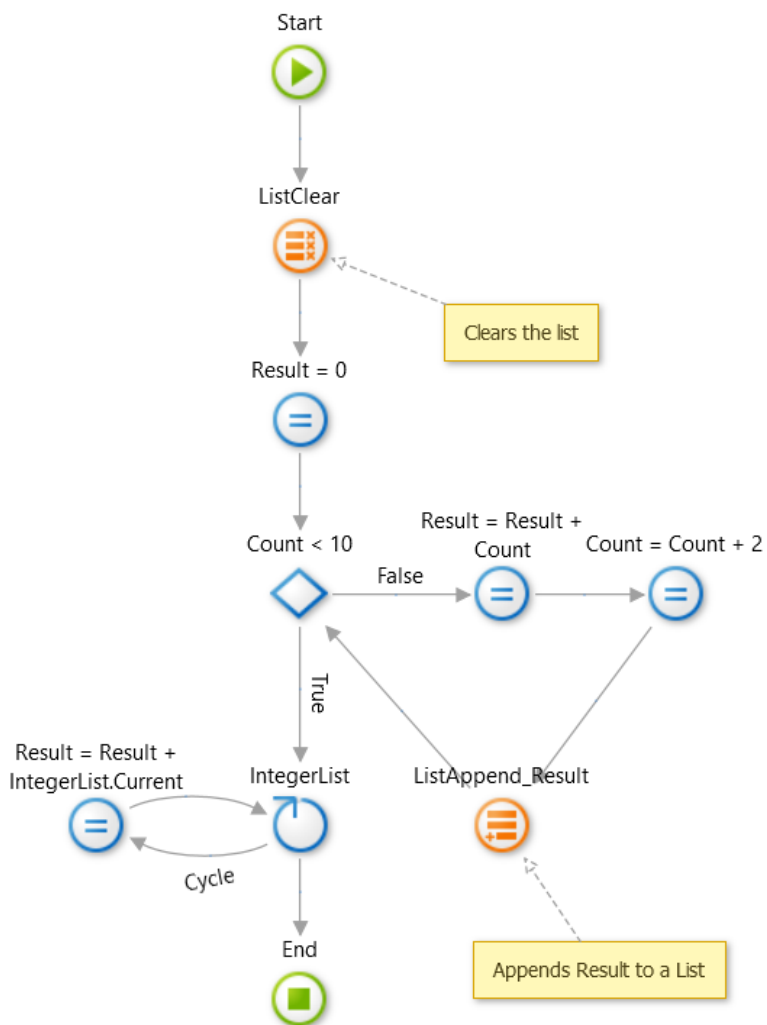 Start
ListClear
Clears the list
Result = 0
Count < 10
False
Result = Result +
Count
Count = Count + 2
True
Result = Result +
IntegerList.Current
IntegerList
ListAppend_Result
Cycle
End
Appends Result to a List